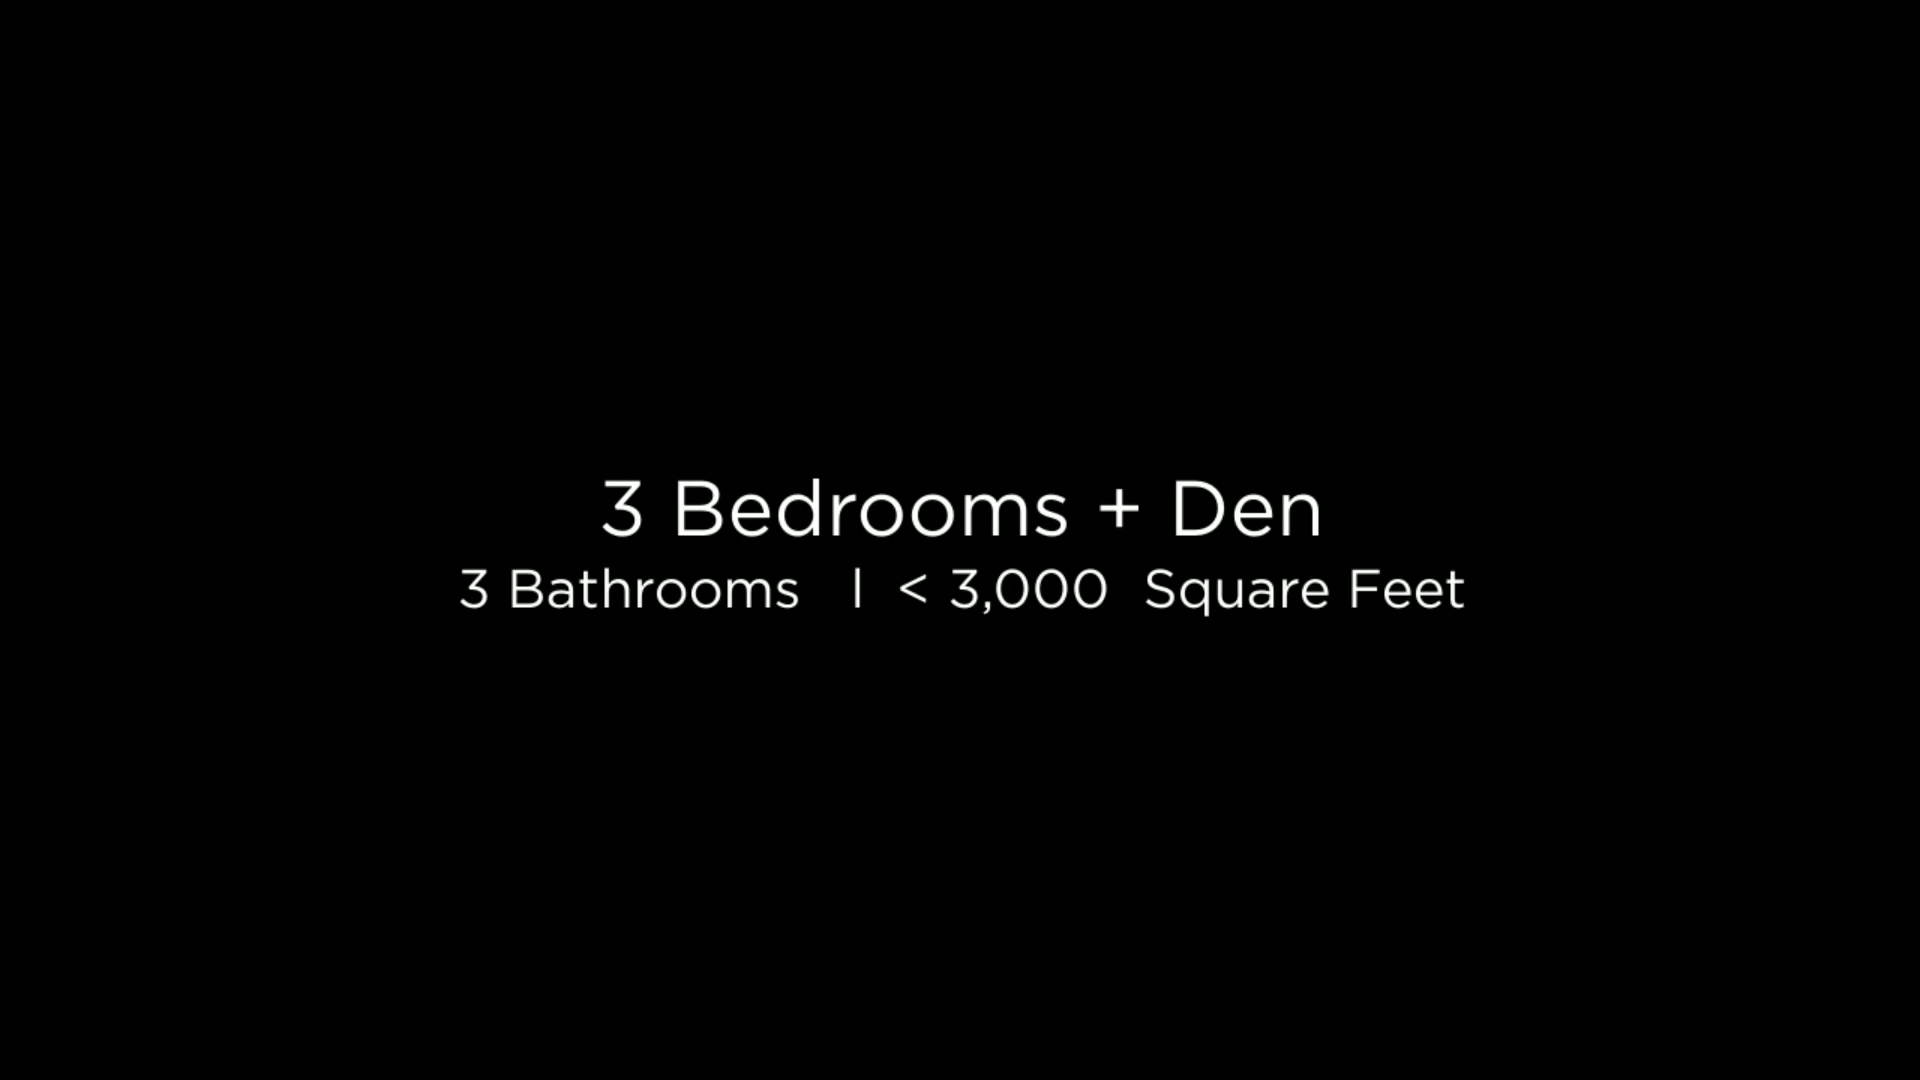 3 Bedrooms + Den
3 Bathrooms | < 3,000 Square Feet